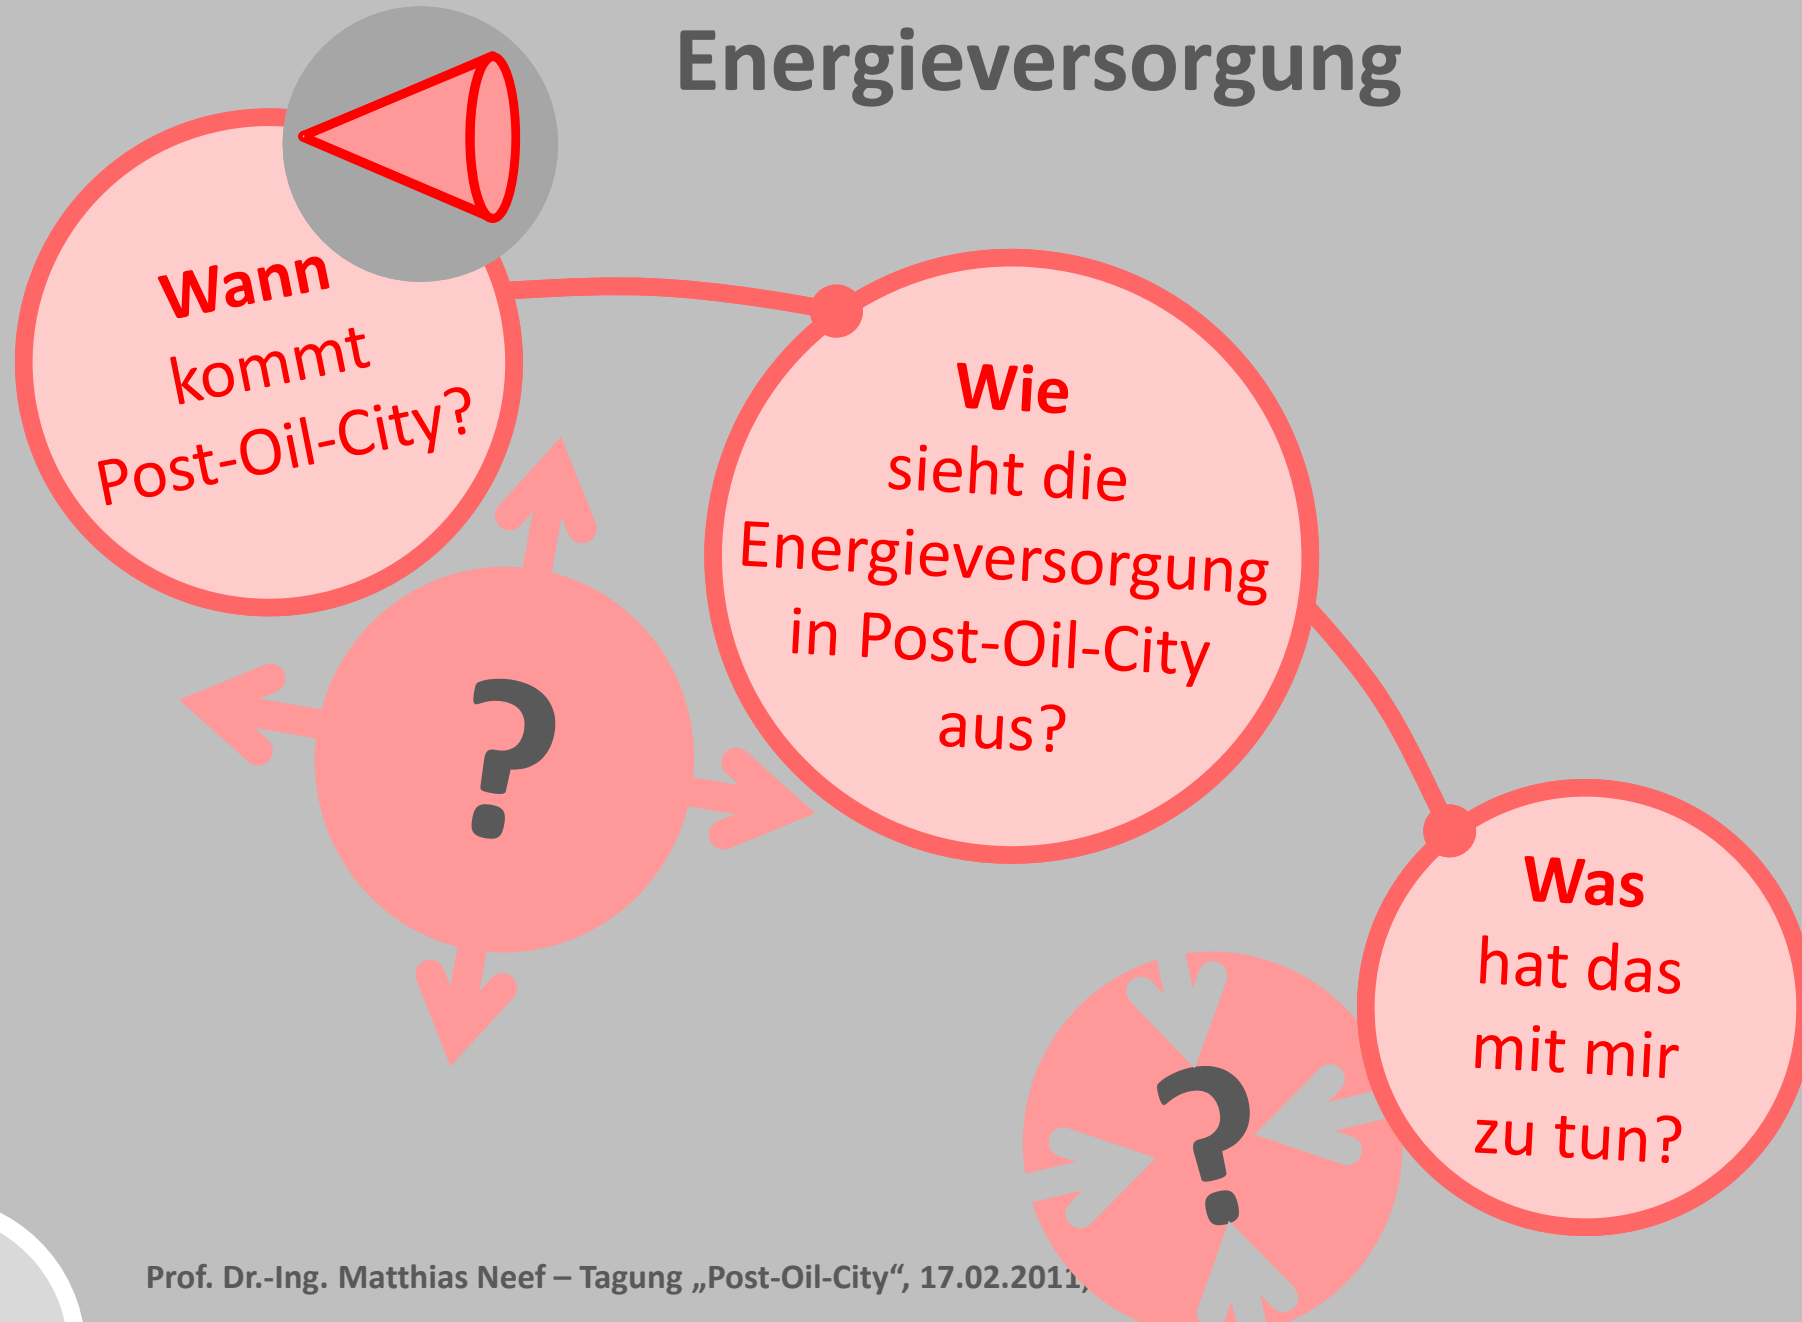 Energieversorgung
Wann
kommt
Post-Oil-City?
Wie
sieht die
Energieversorgung
in Post-Oil-City
aus?
?
Was
hat das
mit mir
zu tun?
?
Prof. Dr.-Ing. Matthias Neef – Tagung „Post-Oil-City“, 17.02.2011,